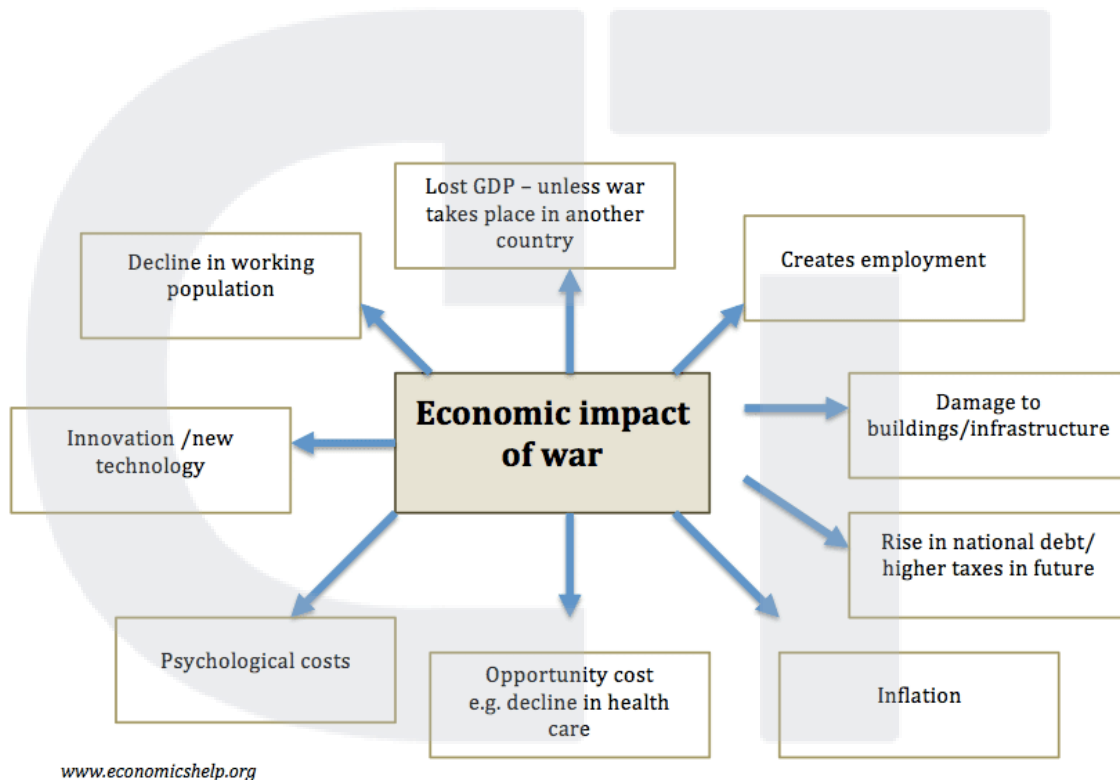 Lost GDP – unless war
takes place in another
country
Decline in working
population
Creates employment
Economic impact
of war
Damage to
buildings/infrastructure
Innovation /new
technology
Rise in national debt/
higher taxes in future
Psychological costs
Opportunity cost
e.g. decline in health
care
Inflation
www.economicshelp.org